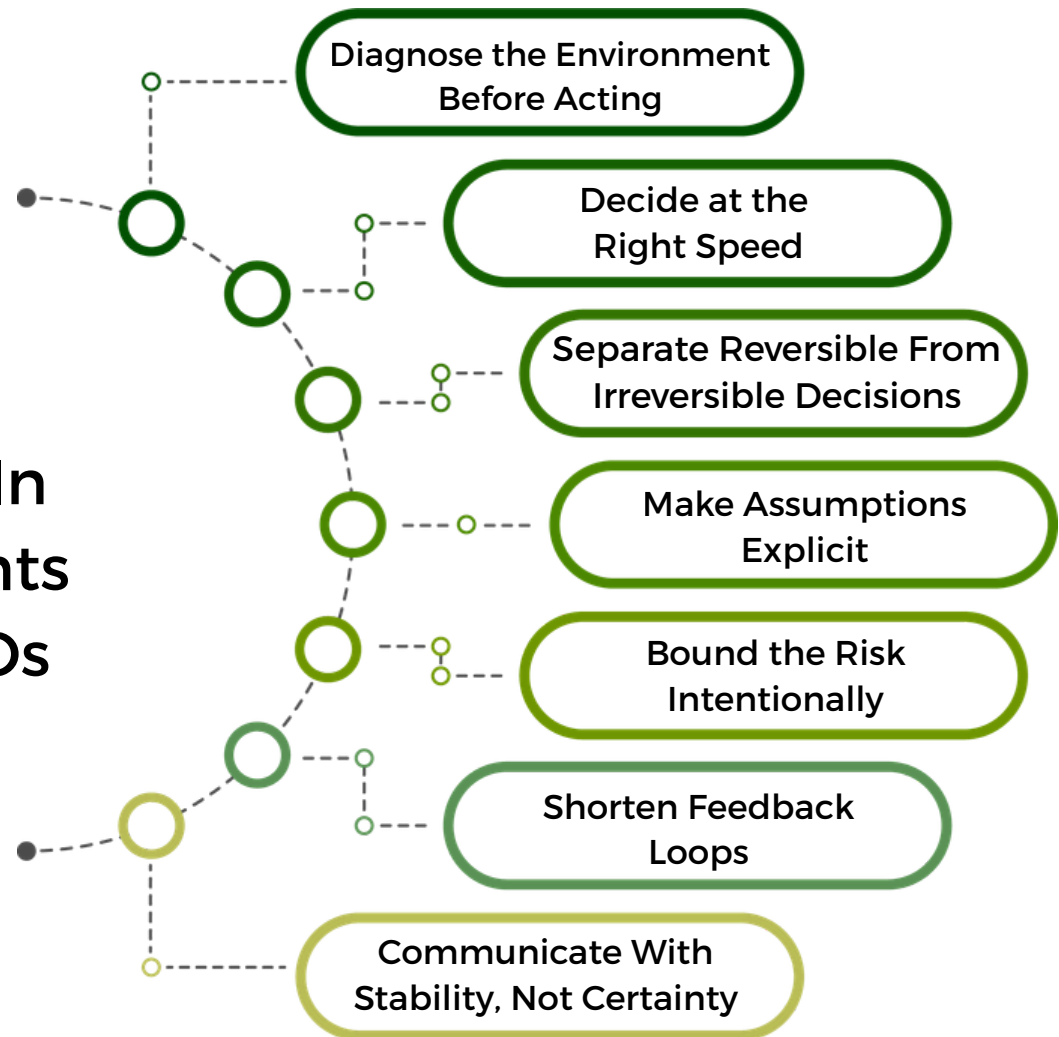 Diagnose the Environment
Before Acting
Decide at the
Right Speed
Separate Reversible From
Irreversible Decisions
In
Make Assumptions
Explicit
Bound the Risk
Intentionally
Shorten Feedback
Loops
Communicate With
Stability, Not Certainty